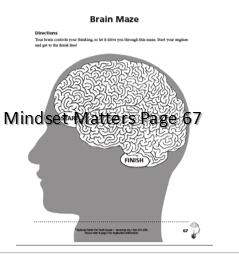 Brain Maze
Directions
Your brain controls your thinking, so let it drive you through this maze. Start your engines
and get to the finish line!
Mindset Matters Page 67
FINISH
67